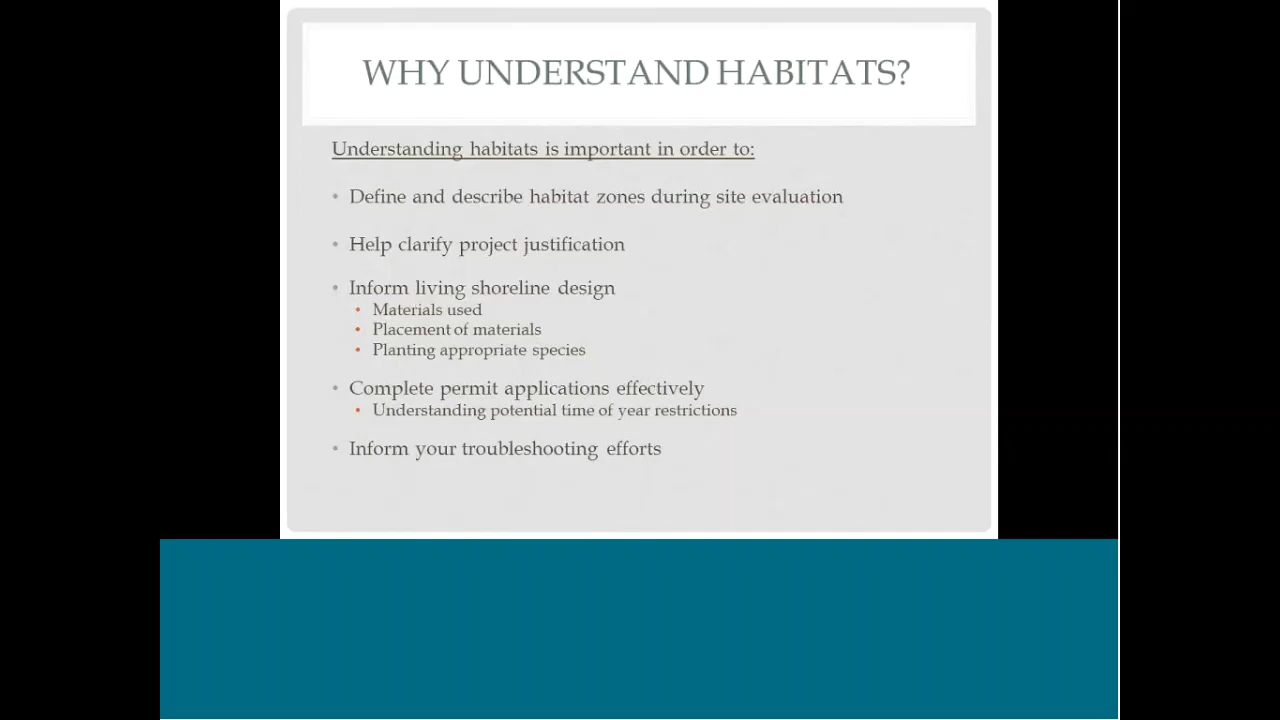 WHY UNDERSTAND HABITATS?
Understanding habitats is important in order to:
• Define and describe habitat zones during site evaluation
• Help clarify project justification
• Inform living shoreline design
• Materials used
• Placement of materials
• Planting appropriate species
• Complete permit applications effectively
• Understanding potential time of year restrictions
• Inform your troubleshooting efforts